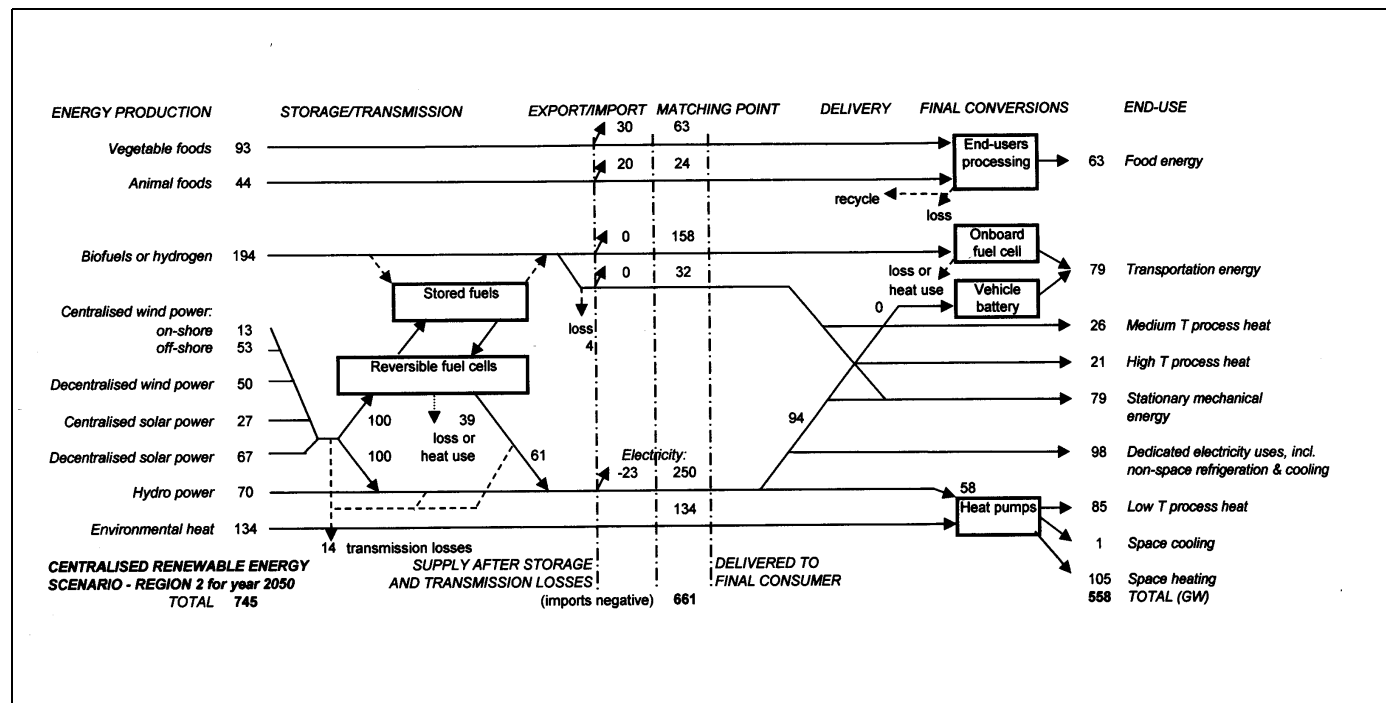 ENERGY PRODUCTION STORAGE/TRANSMISSION EXPORT/IMPORT MATCHING POINT DELIVERY FINAL CONVERSIONS END-USE
30 63
Vegetable foods 93
End-users
processing
63 Food energy
20 24
Animal foods 44
recycle
loss
0 158
Biofuels or hydrogen 194
Onboard
fuel cell
0 32
loss or
heat use
79 Transportation energy
Stored fuels
Vehicle
battery
0
Centralised wind power:
on-shore 13
off-shore 53
loss
4
26 Medium T process heat
Reversible fuel cells
21 High T process heat
Decentralised wind power 50
79 Stationary mechanical
energy
Centralised solar power 27
100 39
loss or
heat use
94
Decentralised solar power 67
100 61
Electricity:
-23 250
98 Dedicated electricity uses, incl.
non-space refrigeration & cooling
Hydro power 70
58
134
Heat pumps
85 Low T process heat
Environmental heat 134
14 transmission losses
1 Space cooling
CENTRALISED RENEWABLE ENERGY
SCENARIO - REGION 2 for year 2050
TOTAL 745
SUPPLY AFTER STORAGE
AND TRANSMISSION LOSSES
(imports negative) 661
DELIVERED TO
FINAL CONSUMER
105 Space heating
558 TOTAL (GW)